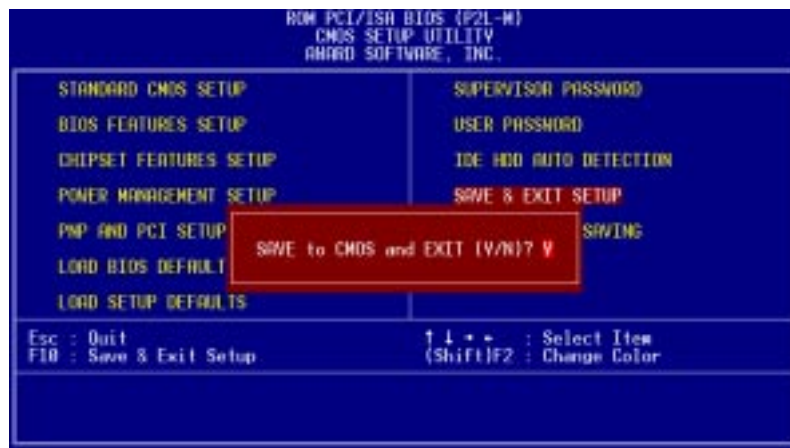 ROM PCI/ISA BIOS (P2L-M)
CMOS SETUP UTILITY
AWARD SOFTWARE, INC.
STANDARD CMOS SETUP
BIOS FEATURES SETUP
CHIPSET FEATURES SETUP
POWER MANAGEMENT SETUP
PNP AND PCI SETUP
LOAD BIOS DEFAULT
LOAD SETUP DEFAULTS
SUPERVISOR PASSWORD
USER PASSWORD
IDE HDD AUTO DETECTION
SAVE & EXIT SETUP
SAVING
SAVE to CMOS and EXIT (Y/N)? Y
Esc : Quit
F10 : Save & Exit Setup
↑ ↓ → ← : Select Item
(Shift)F2 : Change Color